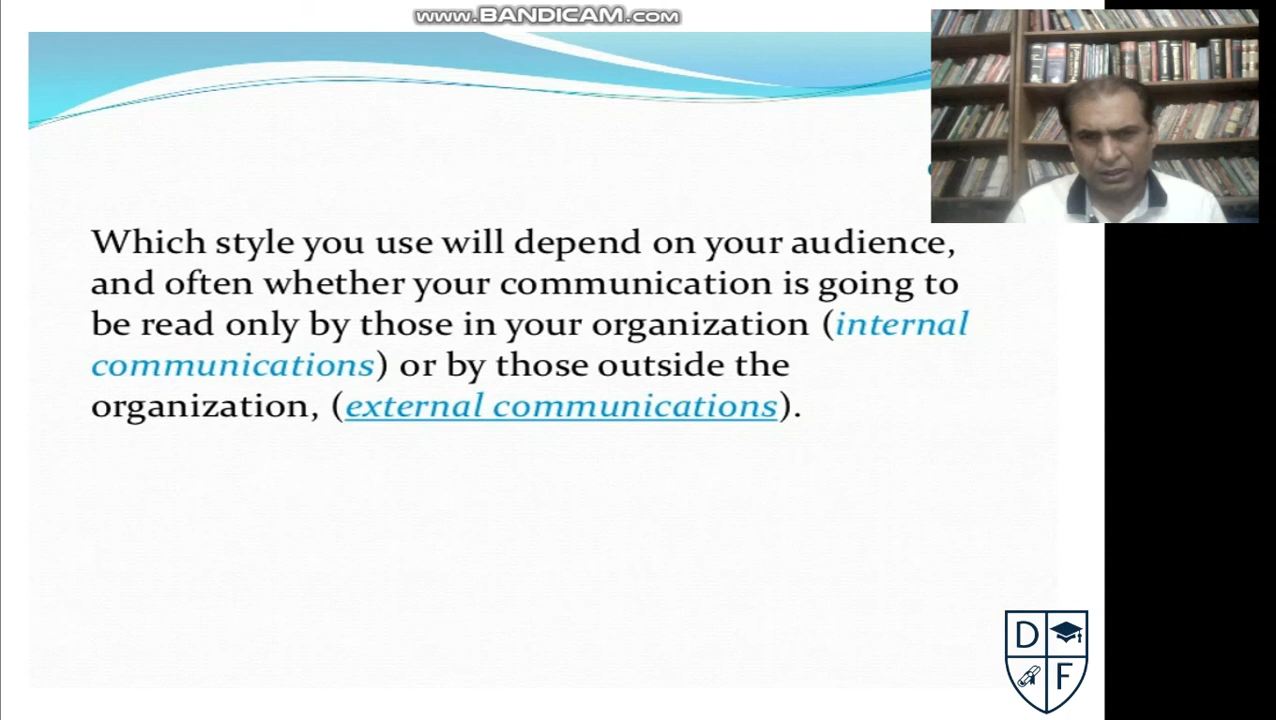 www.BANDICAM.com
Which style you use will depend on your audience,
and often whether your communication is going to
be read only by those in your organization (internal
communications) or by those outside the
organization, (external communications).
D
F